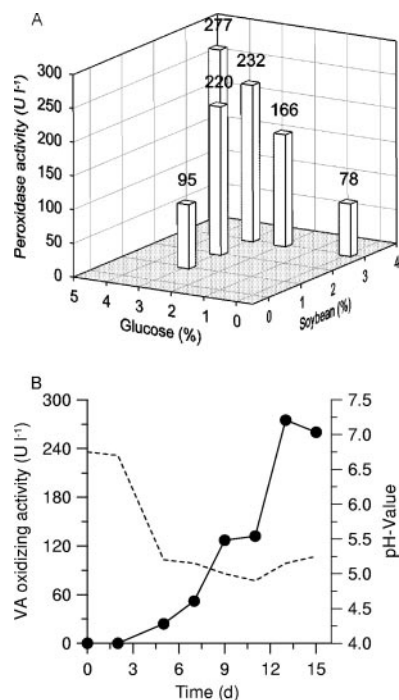 A
277
220
232
166
95
78
Peroxidase activity (U l⁻¹)
300
250
200
150
100
50
0
5 4 3 2 1 0
Glucose (%)
0 1 2 3 4
Soybean (%)
B
VA oxidizing activity (U l⁻¹)
300
240
180
120
60
0
7.5
7.0
6.5
6.0
5.5
5.0
4.5
4.0
pH-Value
0 3 6 9 12 15
Time (d)